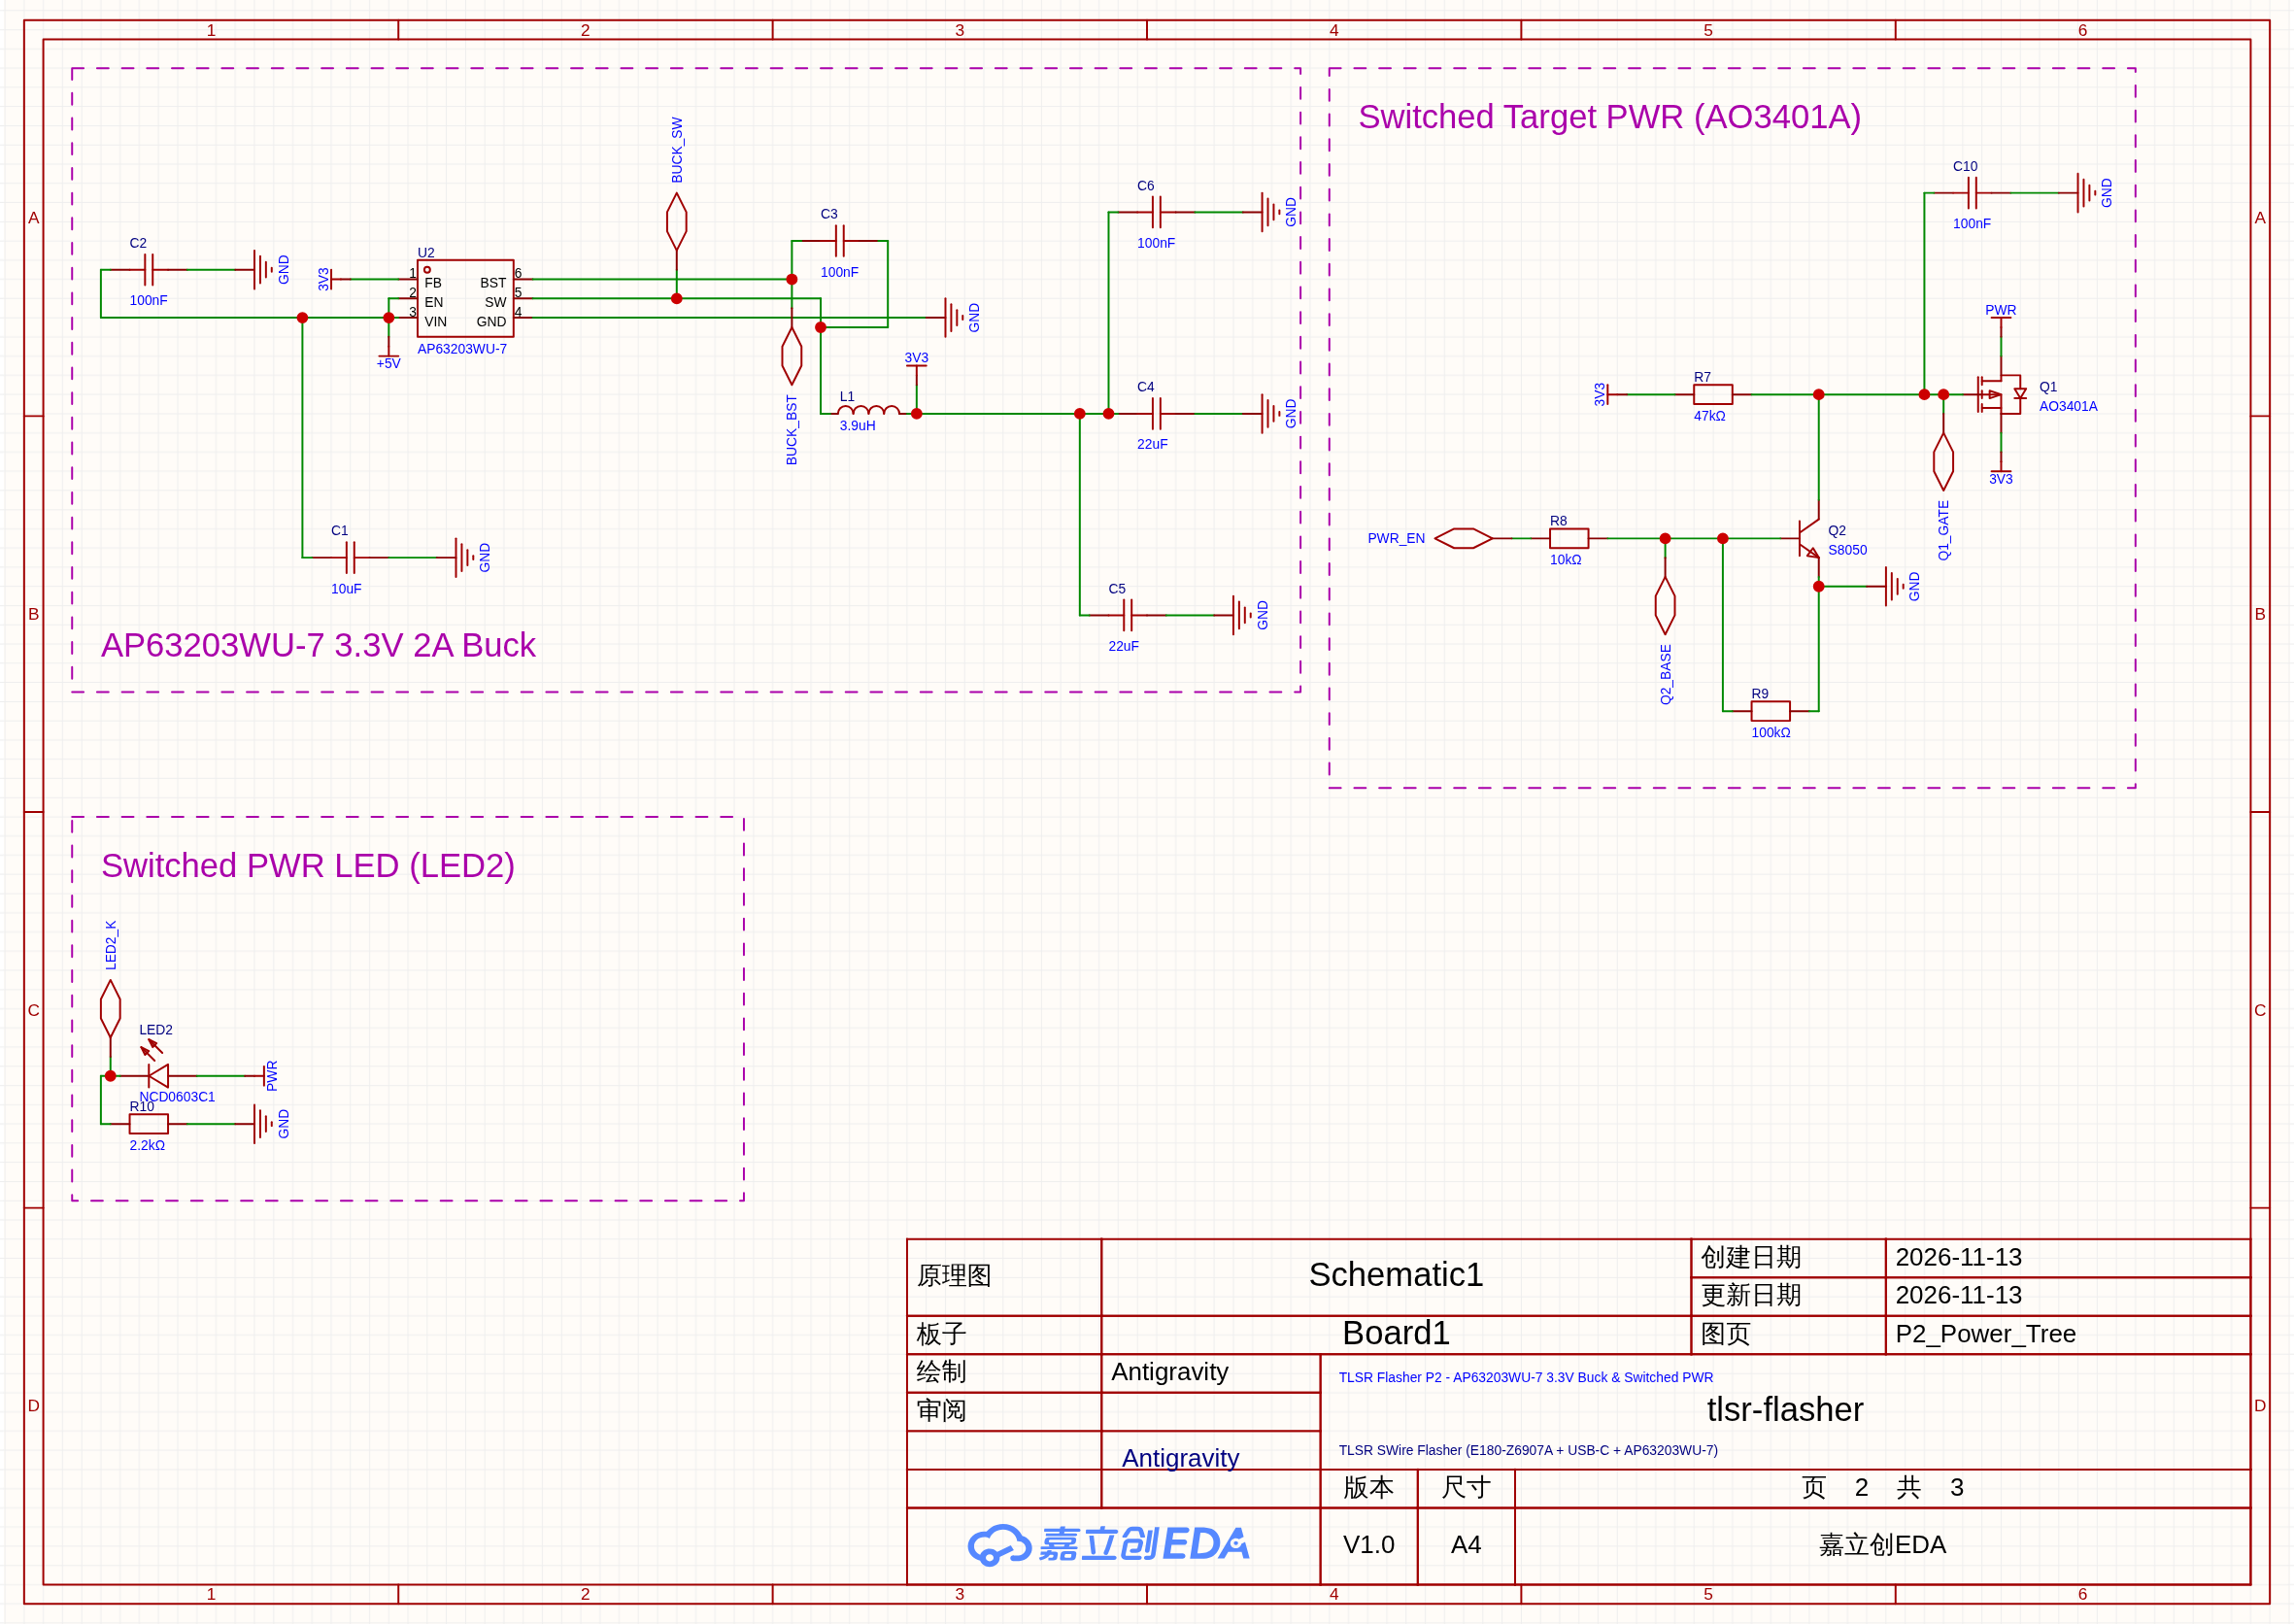 1 2 3 4 5 6
A
B
C
D
A
B
C
D
BUCK_SW
C2
100nF
GND
3V3
U2
1 FB
2 EN
3 VIN
BST 6
SW 5
GND 4
AP63203WU-7
+5V
C3
100nF
GND
BUCK_BST
3V3
L1
3.9uH
C6
100nF
GND
C4
22uF
GND
C1
10uF
GND
C5
22uF
GND
AP63203WU-7 3.3V 2A Buck
Switched Target PWR (AO3401A)
C10
100nF
GND
PWR
3V3
R7
47kΩ
Q1
AO3401A
3V3
Q1_GATE
PWR_EN
R8
10kΩ
Q2
S8050
GND
Q2_BASE
R9
100kΩ
Switched PWR LED (LED2)
LED2_K
LED2
NCD0603C1
PWR
R10
2.2kΩ
GND
原理图 Schematic1 创建日期 2026-11-13
更新日期 2026-11-13
板子 Board1 图页 P2_Power_Tree
绘制 Antigravity
TLSR Flasher P2 - AP63203WU-7 3.3V Buck & Switched PWR
tlsr-flasher
审阅
Antigravity
TLSR SWire Flasher (E180-Z6907A + USB-C + AP63203WU-7)
版本 尺寸 页 2 共 3
嘉立创EDA V1.0 A4 嘉立创EDA
1 2 3 4 5 6